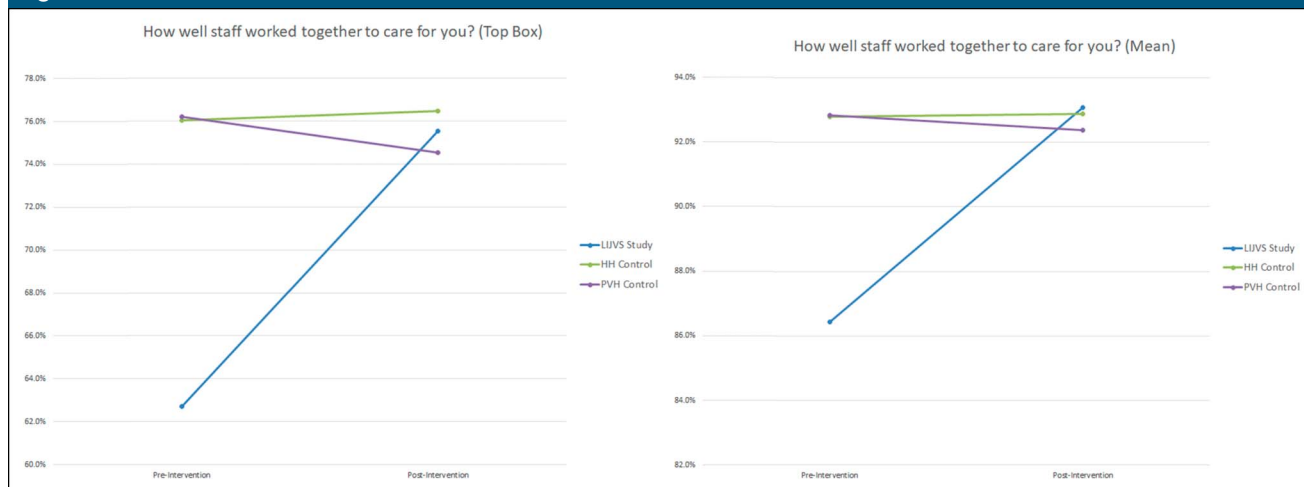 How well staff worked together to care for you? (Top Box)
78.0%
76.0%
74.0%
72.0%
70.0%
68.0%
66.0%
64.0%
62.0%
60.0%
Pre-Intervention
Post-Intervention
LIJVS Study
HH Control
PVH Control
How well staff worked together to care for you? (Mean)
94.0%
92.0%
90.0%
88.0%
86.0%
84.0%
82.0%
Pre-Intervention
Post-Intervention
LIJVS Study
HH Control
PVH Control